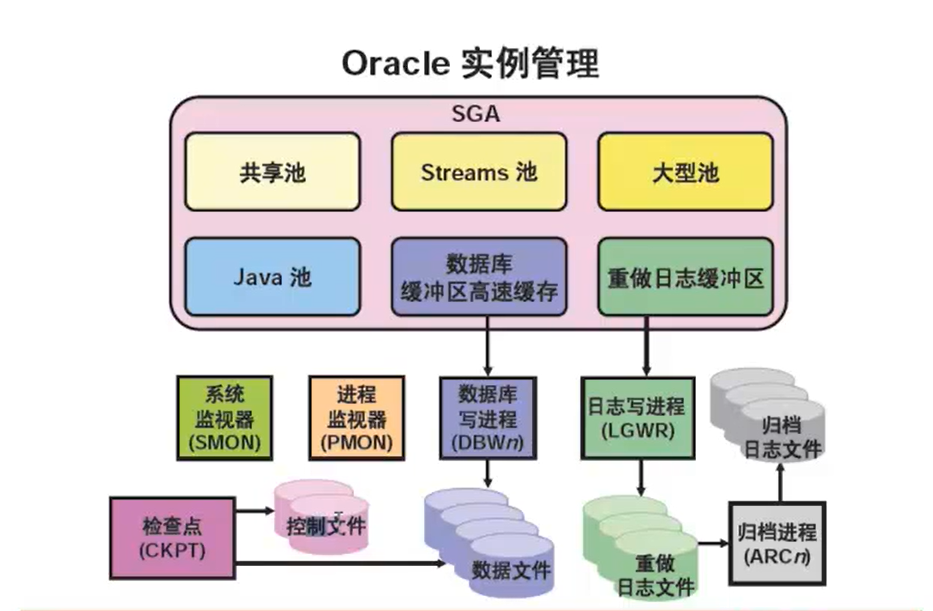 Oracle 实例管理
SGA
共享池
Streams 池
大型池
Java 池
数据库
缓冲区高速缓存
重做日志缓冲区
系统
监视器
(SMON)
进程
监视器
(PMON)
数据库
写进程
(DBWn)
日志写进程
(LGWR)
归档
日志文件
检查点
(CKPT)
控制文件
数据文件
重做
日志文件
归档进程
(ARCn)